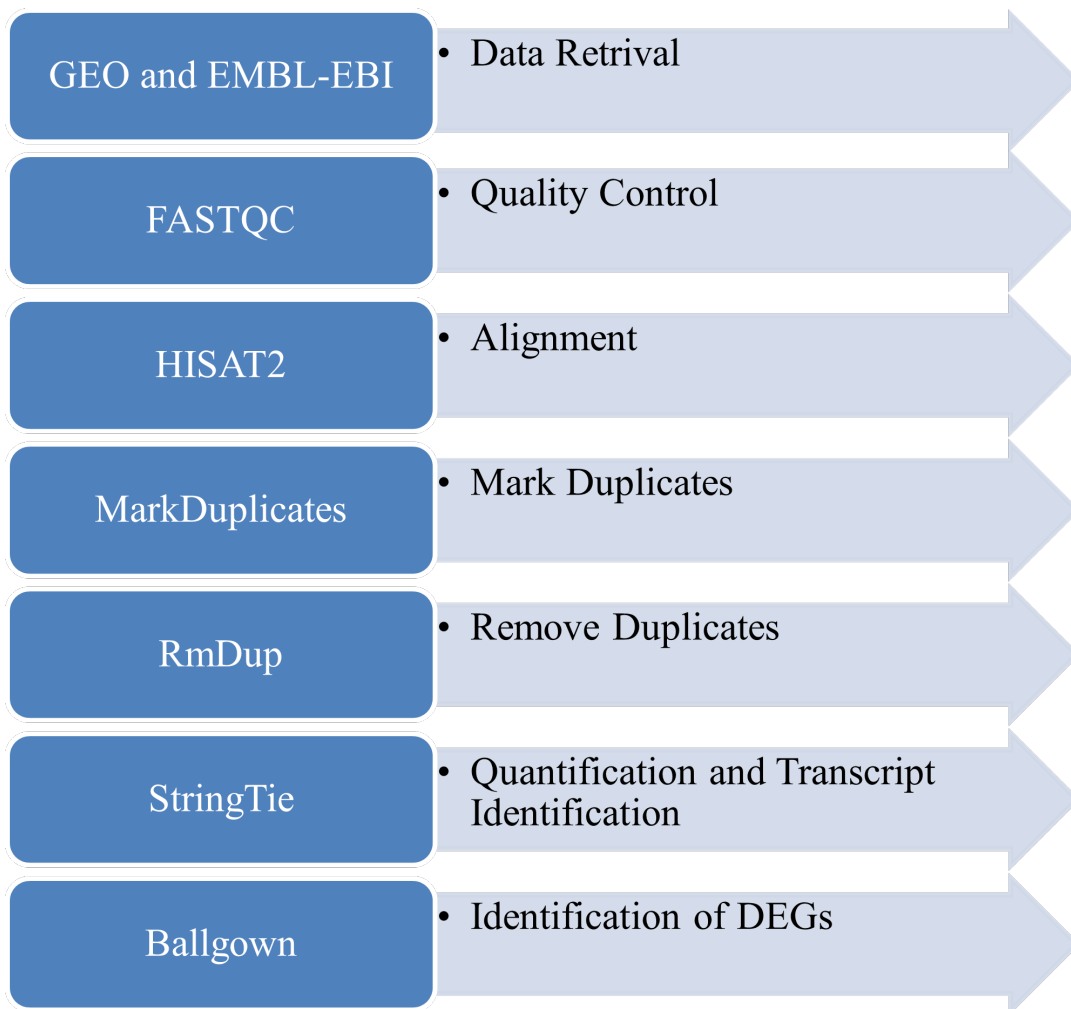 GEO and EMBL-EBI
• Data Retrival
FASTQC
• Quality Control
HISAT2
• Alignment
MarkDuplicates
• Mark Duplicates
RmDup
• Remove Duplicates
StringTie
• Quantification and Transcript
Identification
Ballgown
• Identification of DEGs